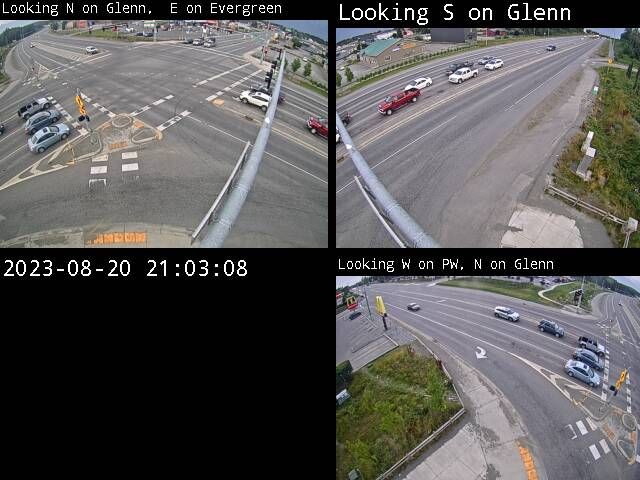 Looking N on Glenn, E on Evergreen
Looking S on Glenn
2023-08-20 21:03:08
Looking W on PW, N on Glenn